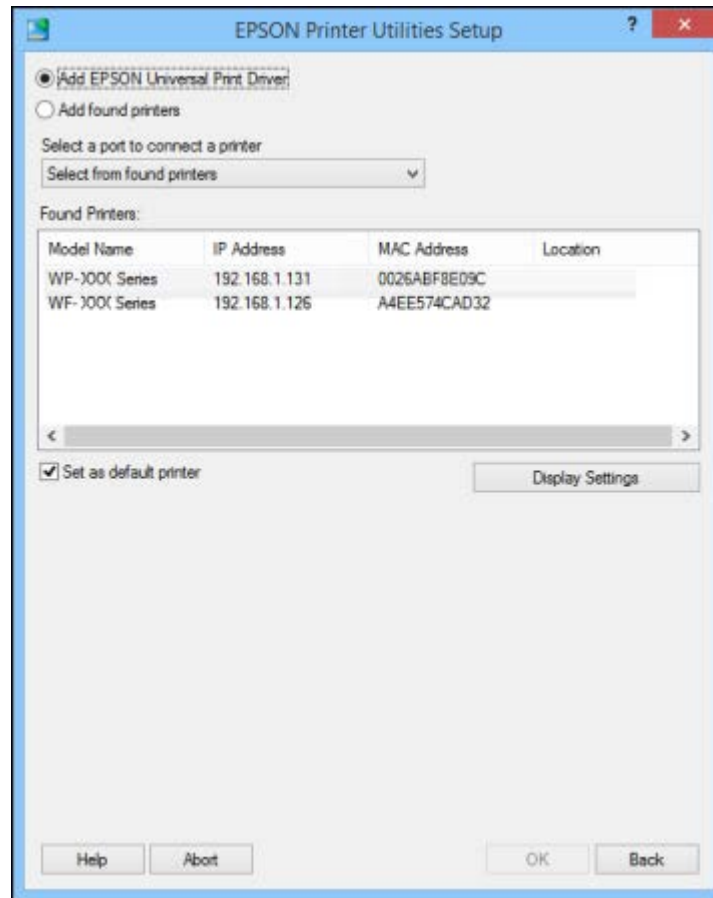 EPSON Printer Utilities Setup ?
Add EPSON Universal Print Driver
Add found printers
Select a port to connect a printer
Select from found printers
Found Printers:
Model Name IP Address MAC Address Location
WP-XXX Series 192.168.1.131 0026ABF8E09C
WF-XXX Series 192.168.1.126 A4EE574CAD32
Set as default printer Display Settings
Help Abort OK Back